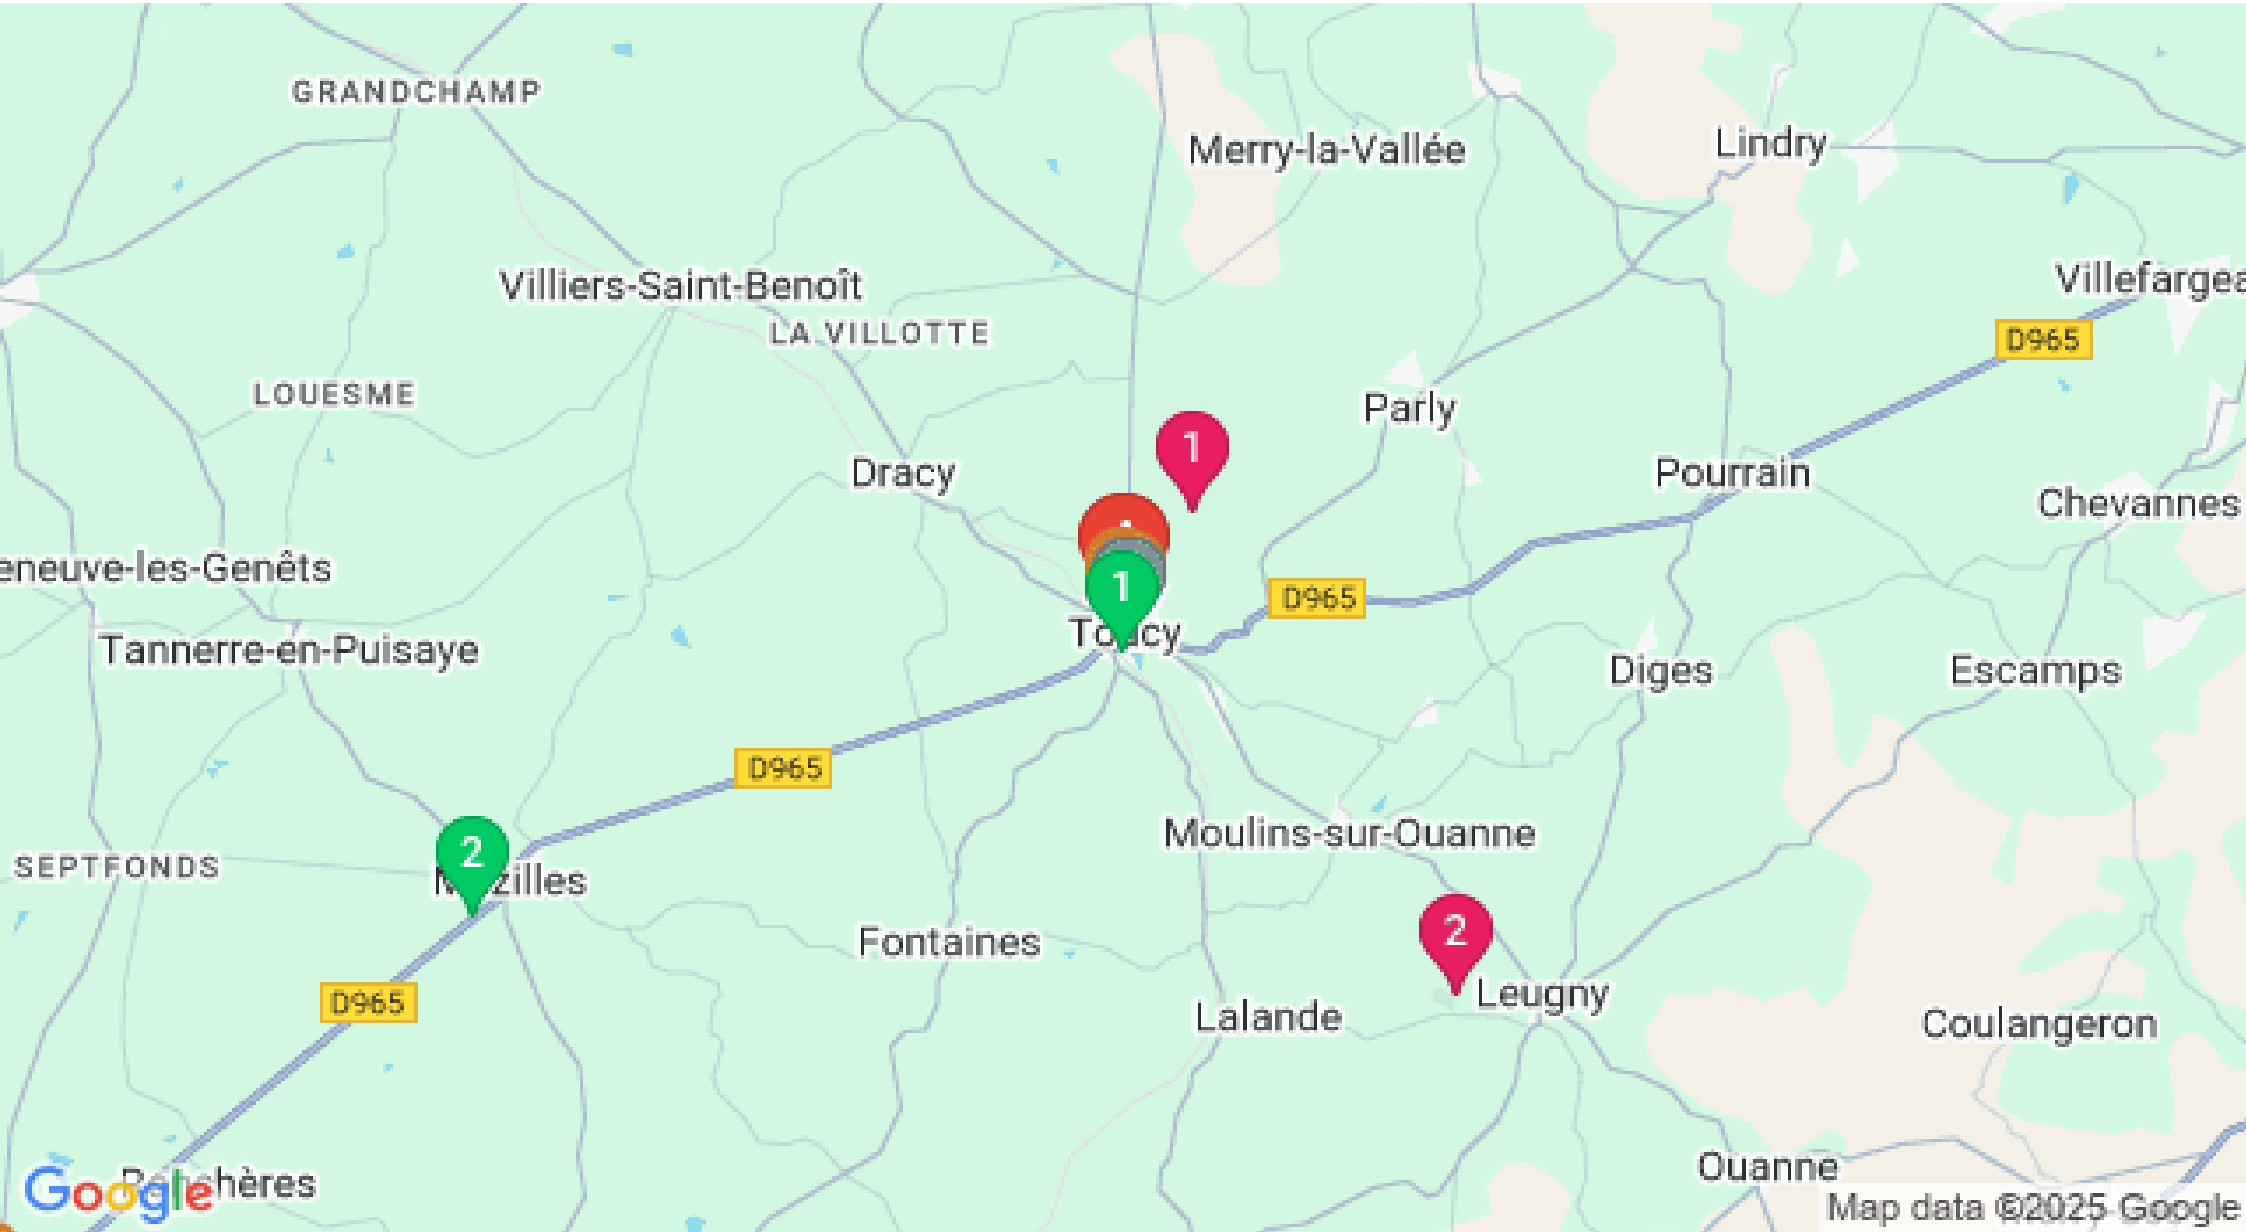 GRANDCHAMP
Merry-la-Vallée
Lindry
Villiers-Saint-Benoît
Villefargea
LA VILLOTTE
D965
LOUESME
Parly
1
Dracy
Pourrain
Chevannes
eneuve-les-Genêts
1
D965
Toucy
Tannerre-en-Puisaye
Diges
Escamps
D965
Moulins-sur-Ouanne
2
SEPTFONDS
Mézilles
2
Fontaines
D965
Leugny
Lalande
Coulangeron
Ouanne
Google
hères
Map data ©2025 Google